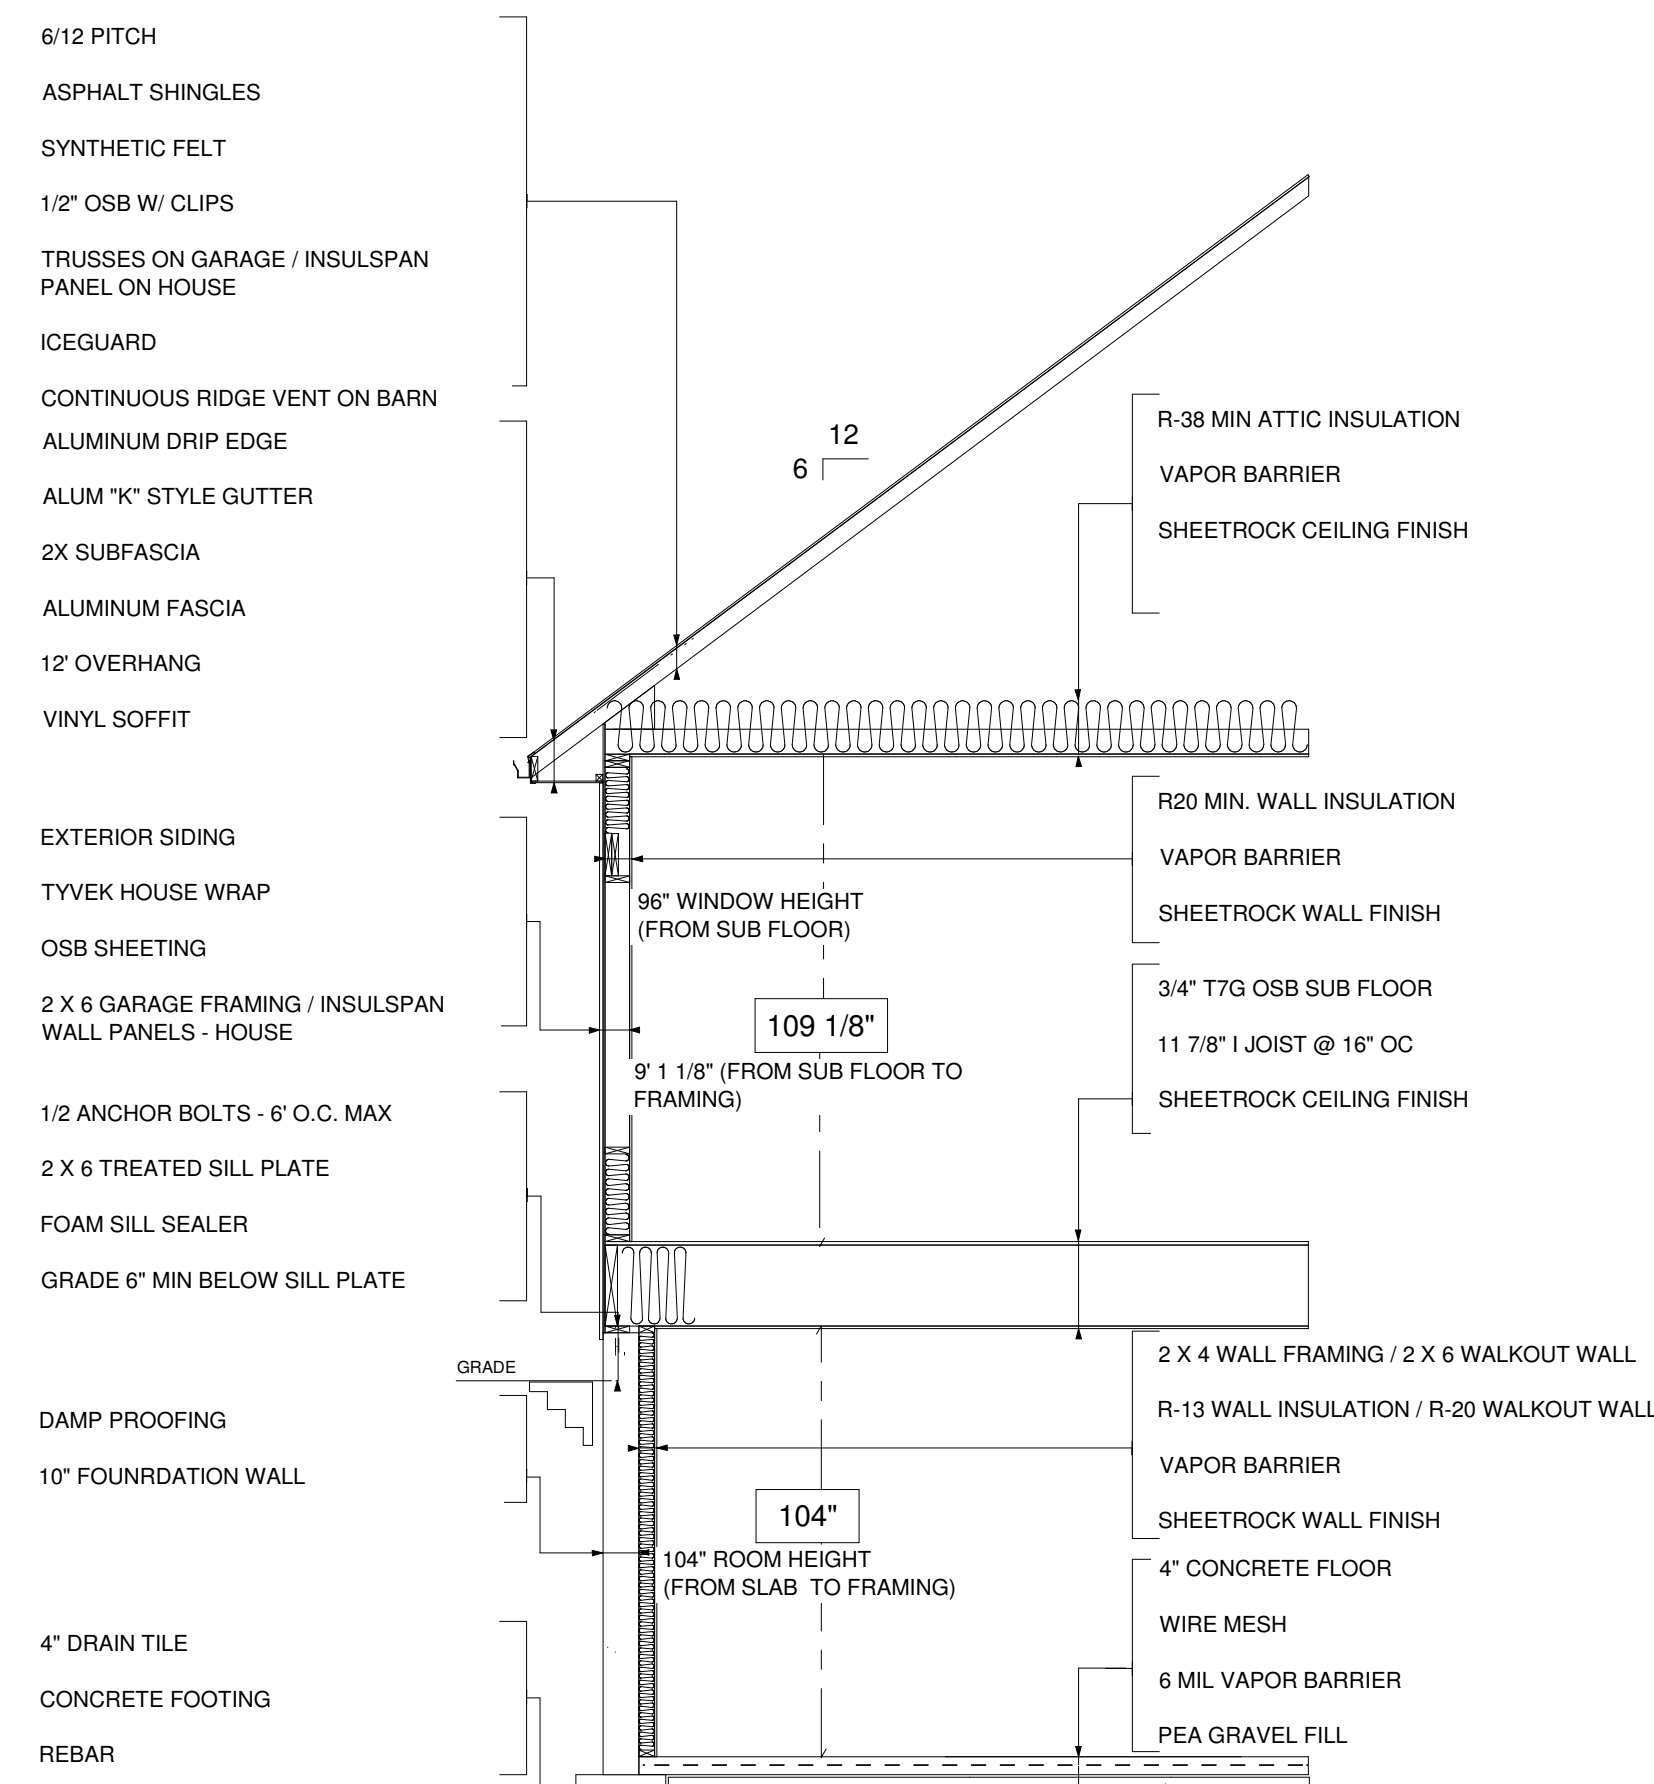 6/12 PITCH
ASPHALT SHINGLES
SYNTHETIC FELT
1/2" OSB W/ CLIPS
TRUSSES ON GARAGE / INSULSPAN
PANEL ON HOUSE
ICEGUARD
CONTINUOUS RIDGE VENT ON BARN
ALUMINUM DRIP EDGE
ALUM "K" STYLE GUTTER
2X SUBFASCIA
ALUMINUM FASCIA
12' OVERHANG
VINYL SOFFIT
EXTERIOR SIDING
TYVEK HOUSE WRAP
OSB SHEETING
2 X 6 GARAGE FRAMING / INSULSPAN
WALL PANELS - HOUSE
1/2 ANCHOR BOLTS - 6' O.C. MAX
2 X 6 TREATED SILL PLATE
FOAM SILL SEALER
GRADE 6" MIN BELOW SILL PLATE
GRADE
DAMP PROOFING
10" FOUNRDATION WALL
4" DRAIN TILE
CONCRETE FOOTING
REBAR
12
6
96" WINDOW HEIGHT
(FROM SUB FLOOR)
109 1/8"
9' 1 1/8" (FROM SUB FLOOR TO
FRAMING)
104"
104" ROOM HEIGHT
(FROM SLAB TO FRAMING)
R-38 MIN ATTIC INSULATION
VAPOR BARRIER
SHEETROCK CEILING FINISH
R20 MIN. WALL INSULATION
VAPOR BARRIER
SHEETROCK WALL FINISH
3/4" T7G OSB SUB FLOOR
11 7/8" I JOIST @ 16" OC
SHEETROCK CEILING FINISH
2 X 4 WALL FRAMING / 2 X 6 WALKOUT WALL
R-13 WALL INSULATION / R-20 WALKOUT WALL
VAPOR BARRIER
SHEETROCK WALL FINISH
4" CONCRETE FLOOR
WIRE MESH
6 MIL VAPOR BARRIER
PEA GRAVEL FILL